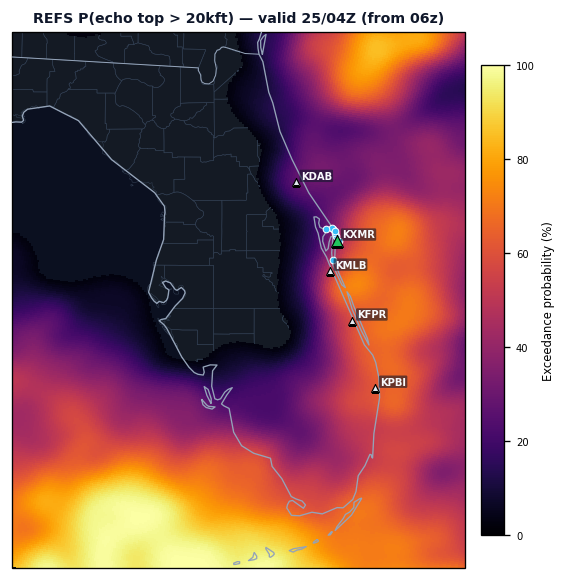 REFS P(echo top > 20kft) — valid 25/04Z (from 06z)
100
80
60
40
20
0
Exceedance probability (%)
KDAB
KXMR
KMLB
KFPR
KPBI